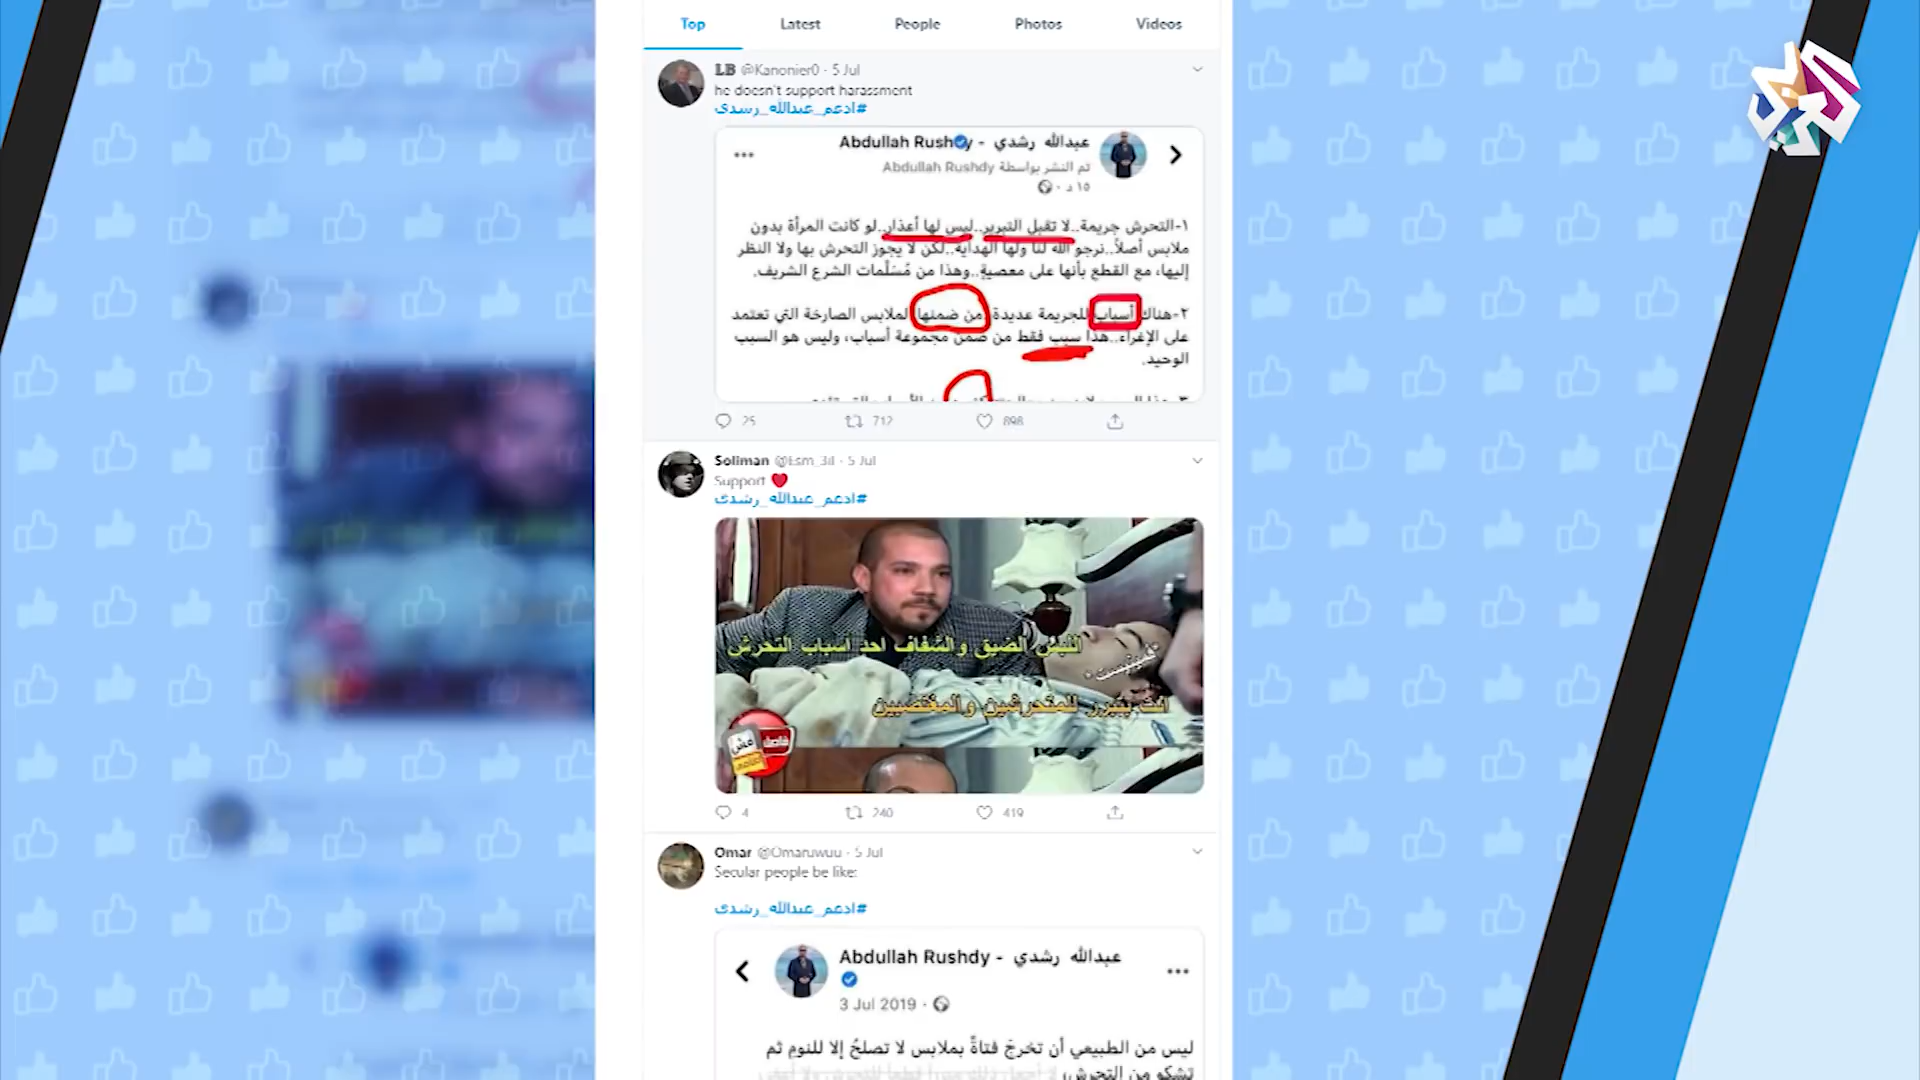 Top Latest People Photos Videos
LB @Kanonier0 · 5 Jul
he doesn't support harassment
#ادعم_عبدالله_رشدي
Abdullah Rushdy - عبدالله رشدي
تم النشر بواسطة Abdullah Rushdy
١٥ د ·
١-التحرش جريمة..لا تقبل التبرير..ليس لها أعذار..لو كانت المرأة بدون
ملابس أصلاً..نرجو الله لنا ولها الهداية..لكن لا يجوز التحرش بها ولا النظر
إليها، مع القطع بأنها على معصيةٍ..وهذا من مُسَلَّمات الشرع الشريف.
٢-هناك أسباب للجريمة عديدة من ضمنها الملابس الصارخة التي تعتمد
على الإغراء..هذا سبب فقط من ضمن مجموعة أسباب، وليس هو السبب
الوحيد.
25 712 898
Soliman @Esm_3il · 5 Jul
Support
#ادعم_عبدالله_رشدي
اللبس الضيق والشفاف احد اسباب التحرش
انت بتبرر للمتحرشين والمغتصبين
4 240 419
Omar @Omaruwuu · 5 Jul
Secular people be like:
#ادعم_عبدالله_رشدي
Abdullah Rushdy - عبدالله رشدي
3 Jul 2019 ·
ليس من الطبيعي أن تخرجَ فتاةٌ بملابس لا تصلحُ إلا للنومِ ثم
تشكو من التحرش،